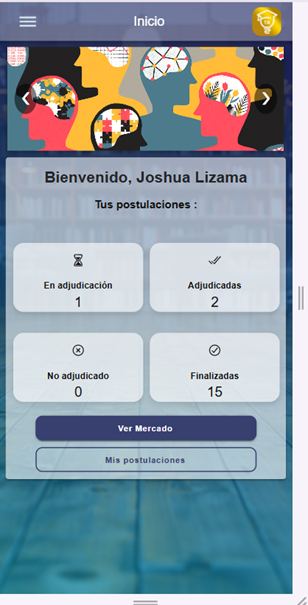 Inicio
Bienvenido, Joshua Lizama
Tus postulaciones :
En adjudicación
1
Adjudicadas
2
No adjudicado
0
Finalizadas
15
Ver Mercado
Mis postulaciones